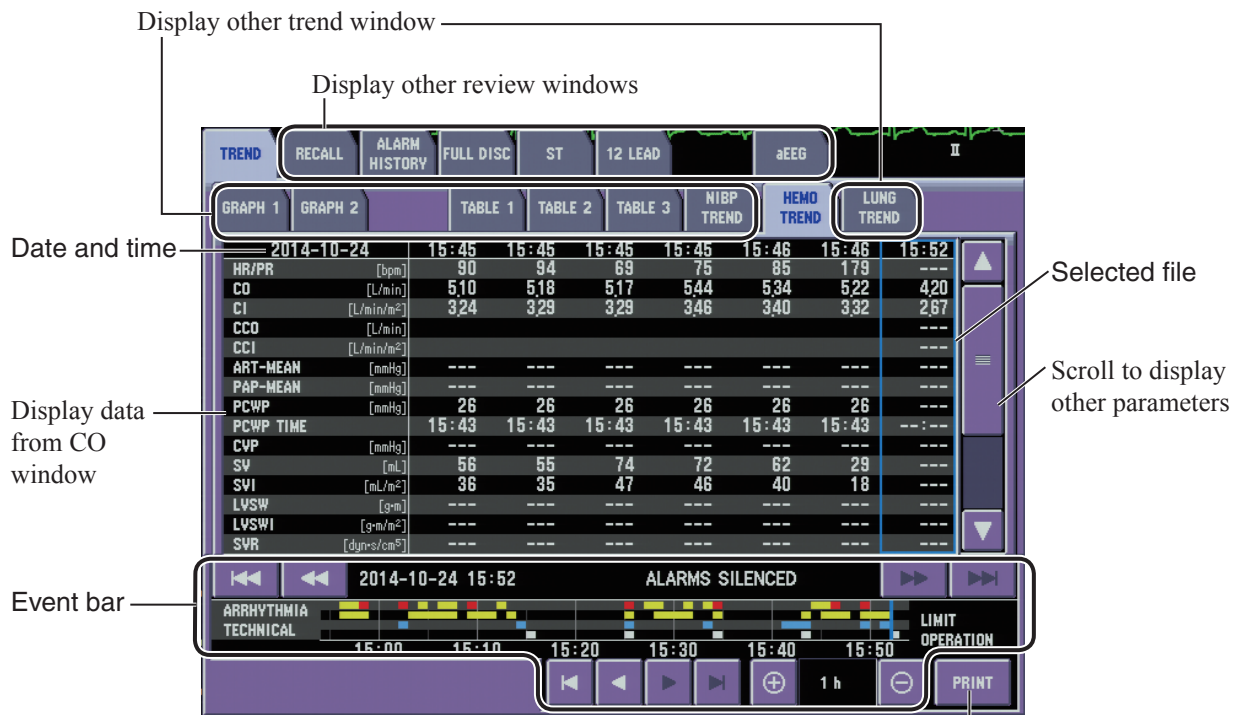 Display other trend window
Display other review windows
TREND RECALL ALARM HISTORY FULL DISC ST 12 LEAD aEEG II
GRAPH 1 GRAPH 2 TABLE 1 TABLE 2 TABLE 3 NIBP TREND HEMO TREND LUNG TREND
Date and time
2014-10-24 15:45 15:45 15:45 15:45 15:46 15:46 15:52
HR/PR [bpm] 90 94 69 75 85 179 ---
Selected file
CO [L/min] 5.10 5.18 5.17 5.44 5.34 5.22 4.20
CI [L/min/m²] 3.24 3.29 3.29 3.46 3.40 3.32 2.67
CCO [L/min] ---
CCI [L/min/m²] ---
ART-MEAN [mmHg] --- --- --- --- --- --- ---
PAP-MEAN [mmHg] --- --- --- --- --- --- ---
Scroll to display
other parameters
Display data
from CO
window
PCWP [mmHg] 26 26 26 26 26 26 ---
PCWP TIME 15:43 15:43 15:43 15:43 15:43 15:43 --:--
CVP [mmHg] --- --- --- --- --- --- ---
SV [mL] 56 55 74 72 62 29 ---
SVI [mL/m²] 36 35 47 46 40 18 ---
LVSW [g•m] --- --- --- --- --- --- ---
LVSWI [g•m/m²] --- --- --- --- --- --- ---
SVR [dyn•s/cm⁵] --- --- --- --- --- --- ---
2014-10-24 15:52 ALARMS SILENCED
Event bar
ARRHYTHMIA LIMIT
TECHNICAL OPERATION
15:00 15:10 15:20 15:30 15:40 15:50
1 h PRINT